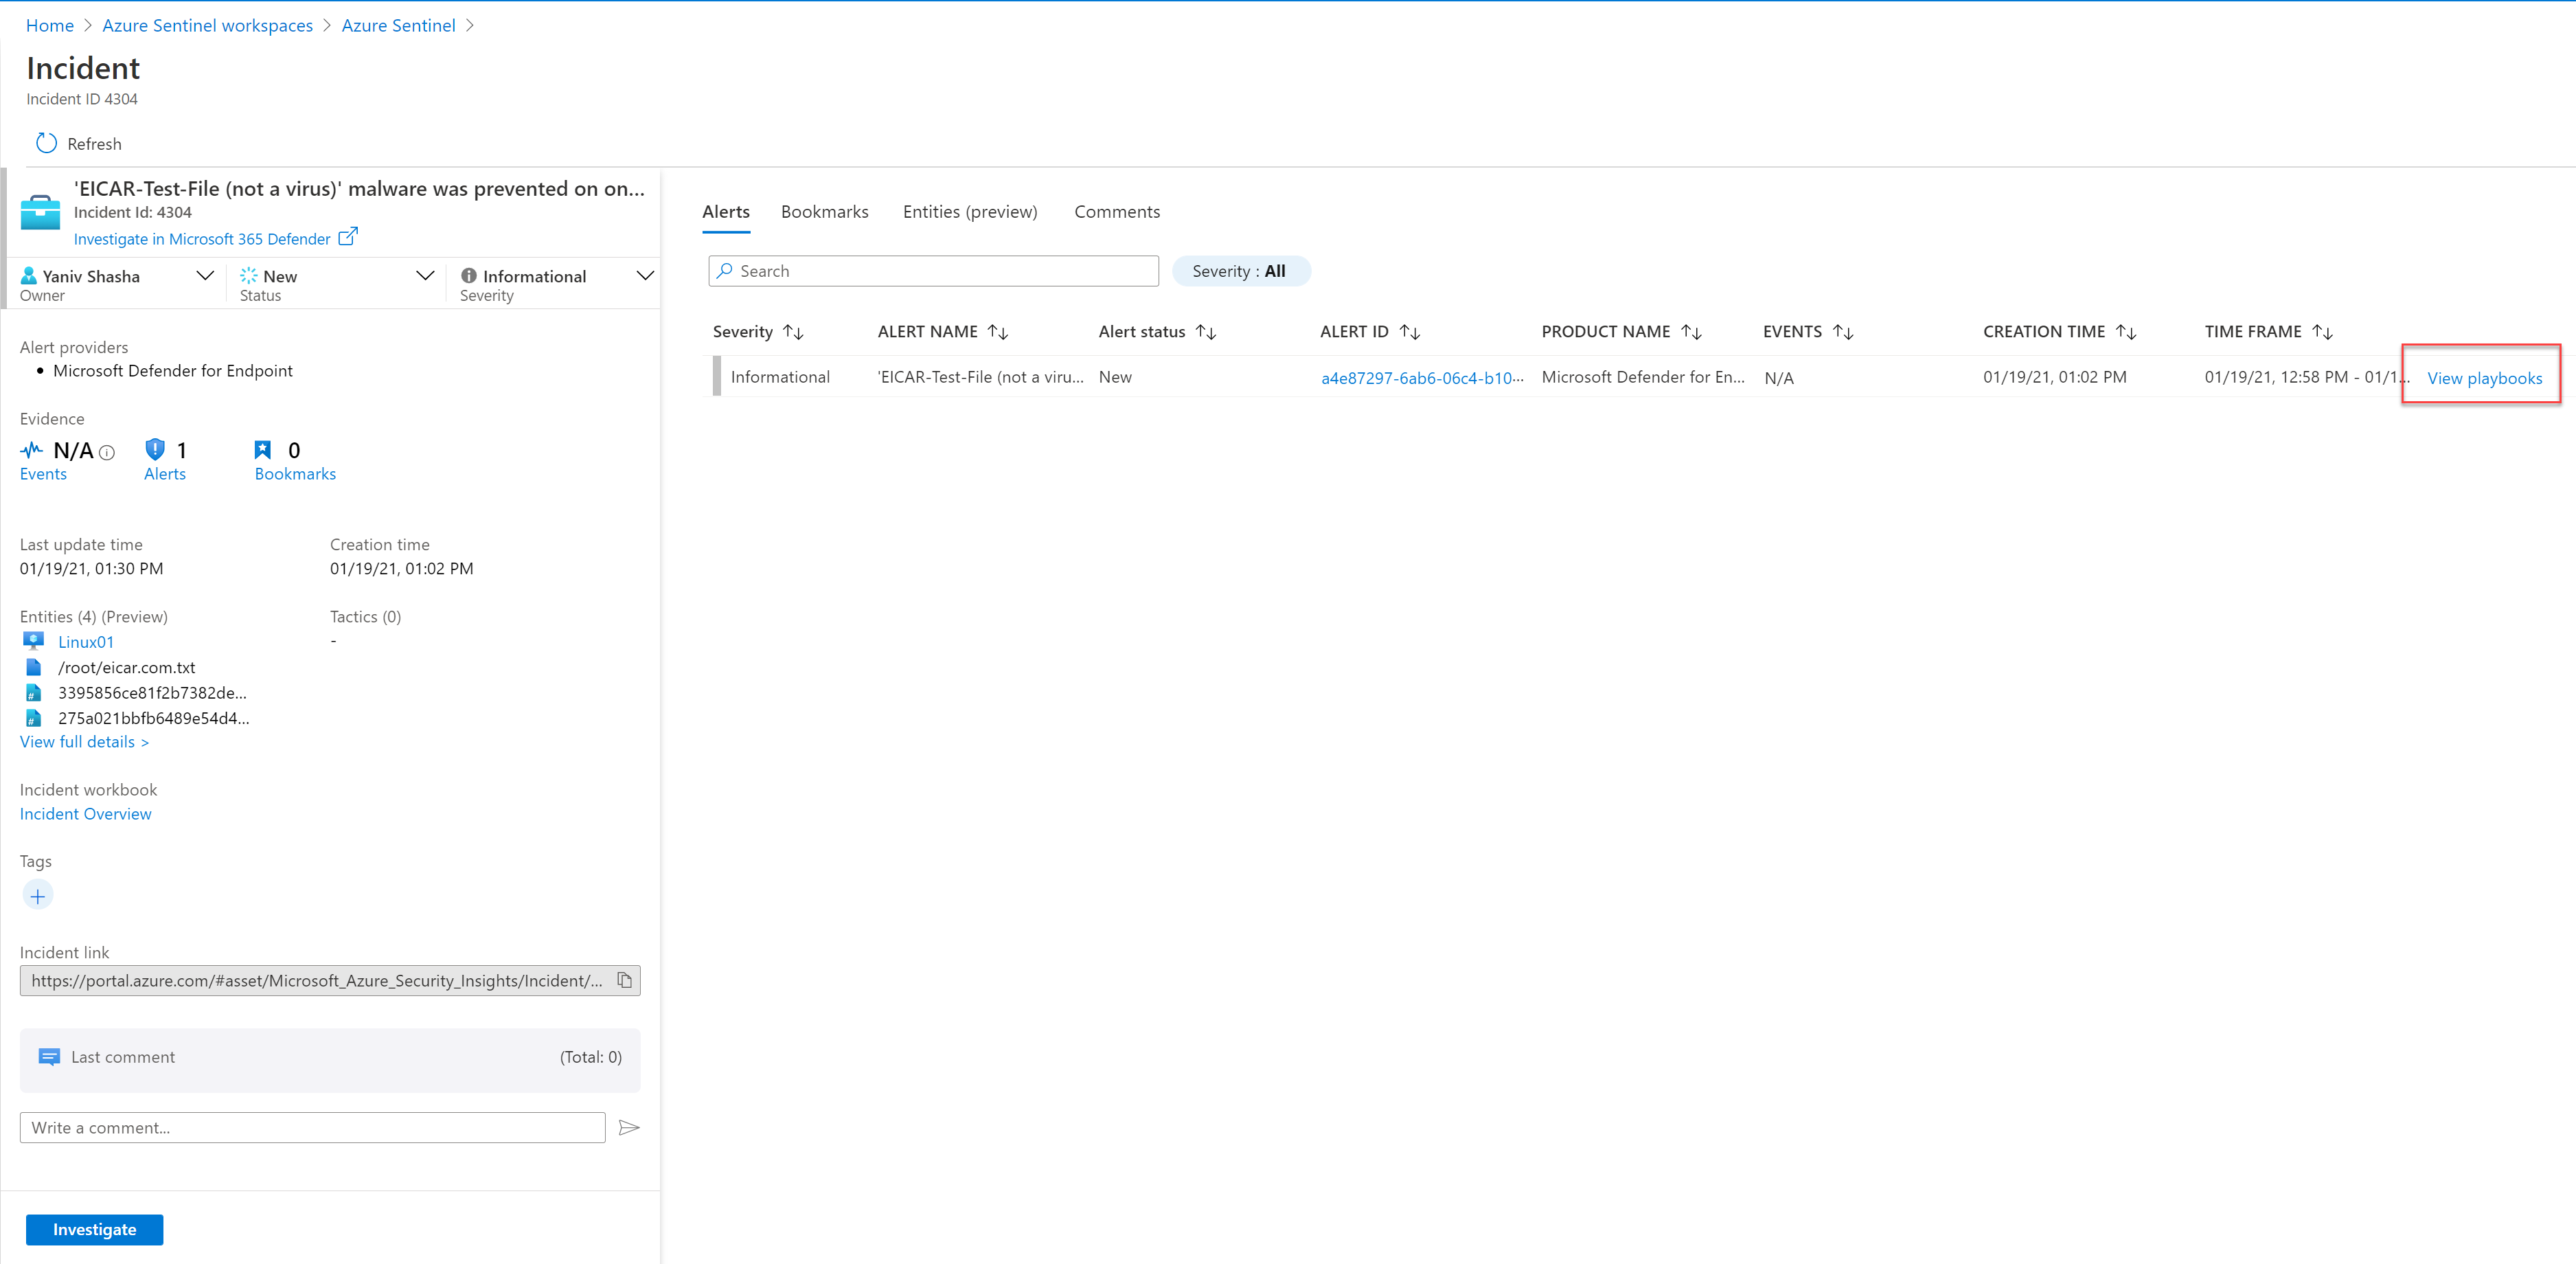 Home > Azure Sentinel workspaces > Azure Sentinel >
Incident
Incident ID 4304
Refresh
'EICAR-Test-File (not a virus)' malware was prevented on on...
Incident Id: 4304
Investigate in Microsoft 365 Defender
Yaniv Shasha New Informational
Owner Status Severity
Alert providers
• Microsoft Defender for Endpoint
Evidence
N/A 1 0
Events Alerts Bookmarks
Last update time Creation time
01/19/21, 01:30 PM 01/19/21, 01:02 PM
Entities (4) (Preview) Tactics (0)
Linux01 -
/root/eicar.com.txt
3395856ce81f2b7382de...
275a021bbfb6489e54d4...
View full details >
Incident workbook
Incident Overview
Tags
+
Incident link
https://portal.azure.com/#asset/Microsoft_Azure_Security_Insights/Incident/...
Last comment (Total: 0)
Write a comment...
Investigate
Alerts Bookmarks Entities (preview) Comments
Search Severity : All
Severity ALERT NAME Alert status ALERT ID PRODUCT NAME EVENTS CREATION TIME TIME FRAME
Informational 'EICAR-Test-File (not a viru... New a4e87297-6ab6-06c4-b10... Microsoft Defender for En... N/A 01/19/21, 01:02 PM 01/19/21, 12:58 PM - 01/1... View playbooks